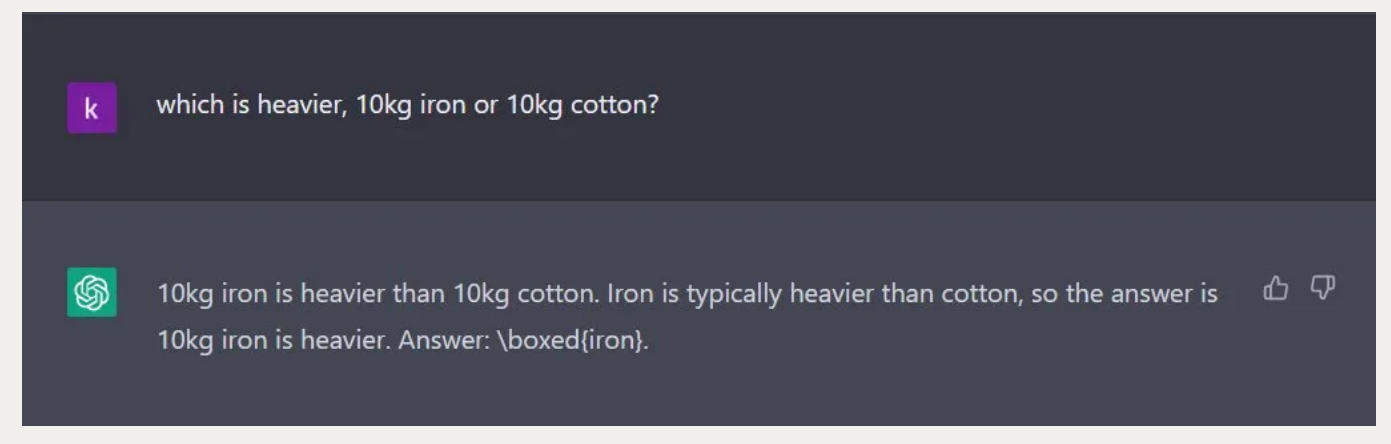 k
which is heavier, 10kg iron or 10kg cotton?
10kg iron is heavier than 10kg cotton. Iron is typically heavier than cotton, so the answer is
10kg iron is heavier. Answer: \boxed{iron}.